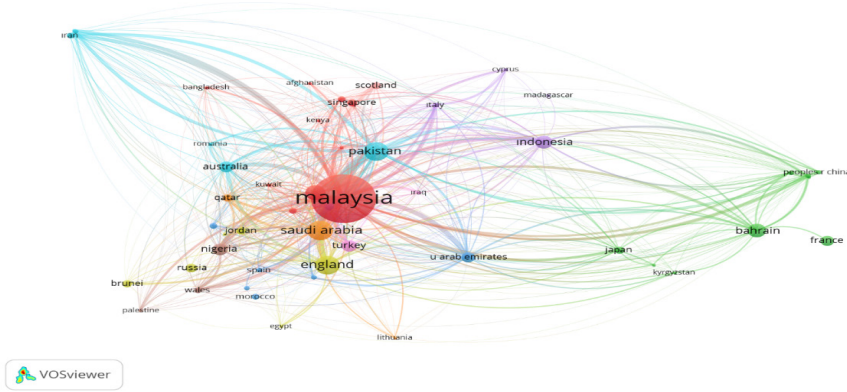 iran
cyprus
afghanistan
scotland
bangladesh
madagascar
singapore
italy
kenya
romania
indonesia
pakistan
australia
peoples r china
kuwait
iraq
qatar
malaysia
jordan
saudi arabia
bahrain
france
turkey
nigeria
japan
england
u arab emirates
russia
spain
kyrgyzstan
brunei
wales
morocco
palestine
egypt
lithuania
VOSviewer